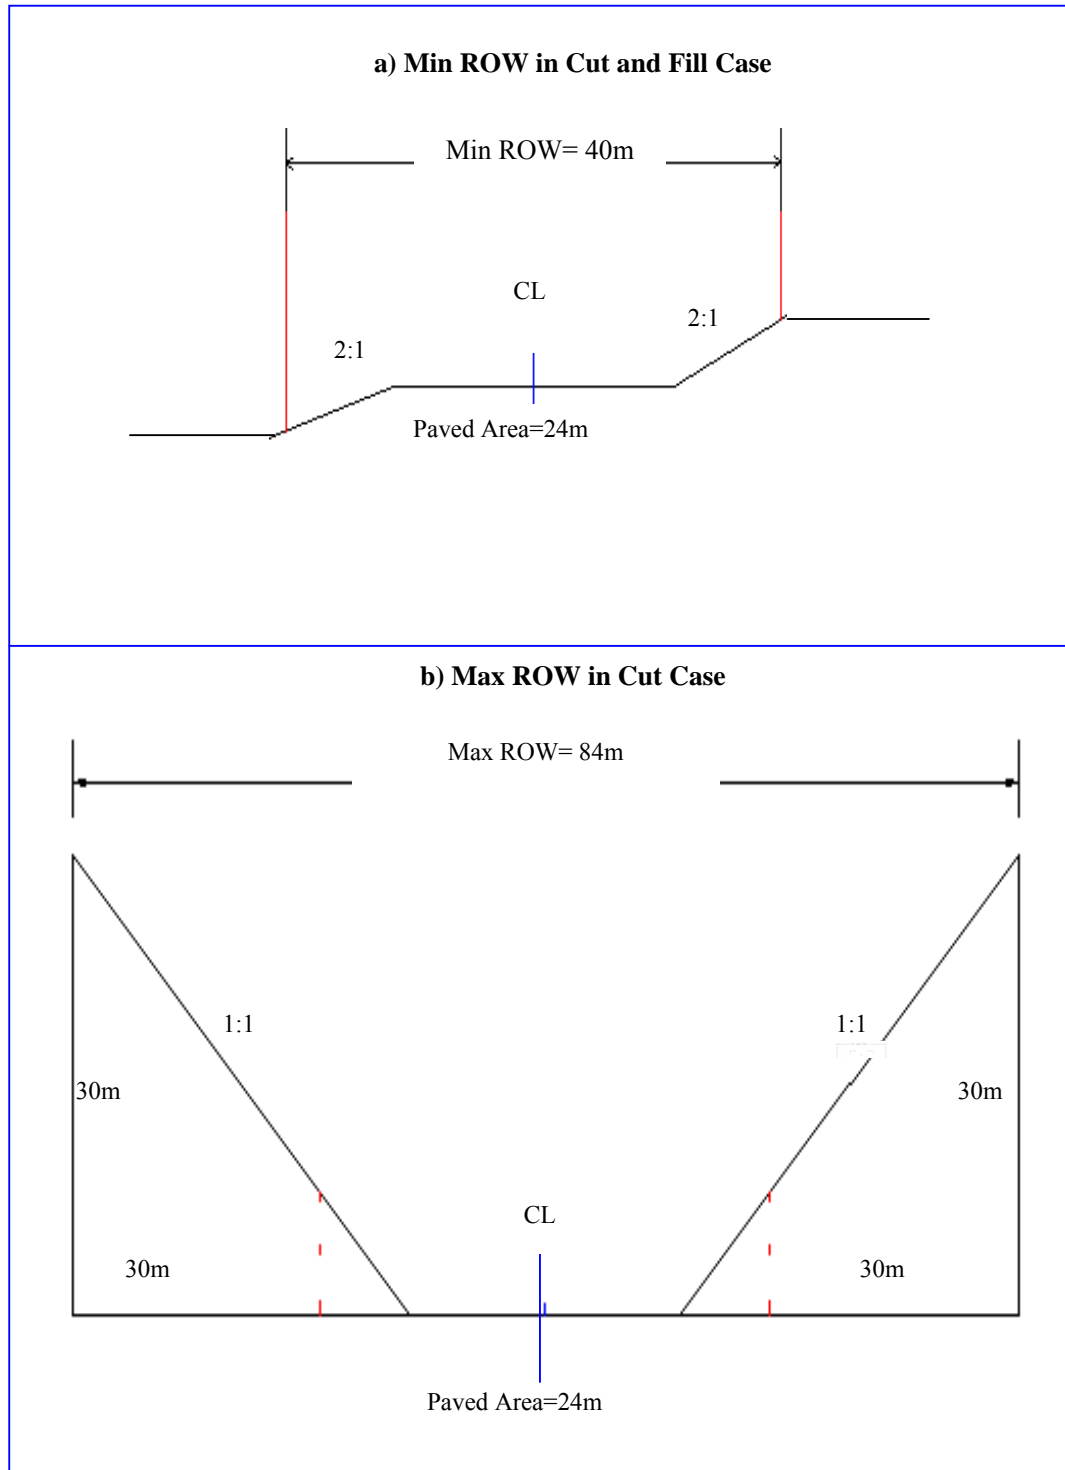 a) Min ROW in Cut and Fill Case
Min ROW= 40m
CL
2:1
2:1
Paved Area=24m
b) Max ROW in Cut Case
Max ROW= 84m
1:1
1:1
30m
30m
CL
30m
30m
Paved Area=24m